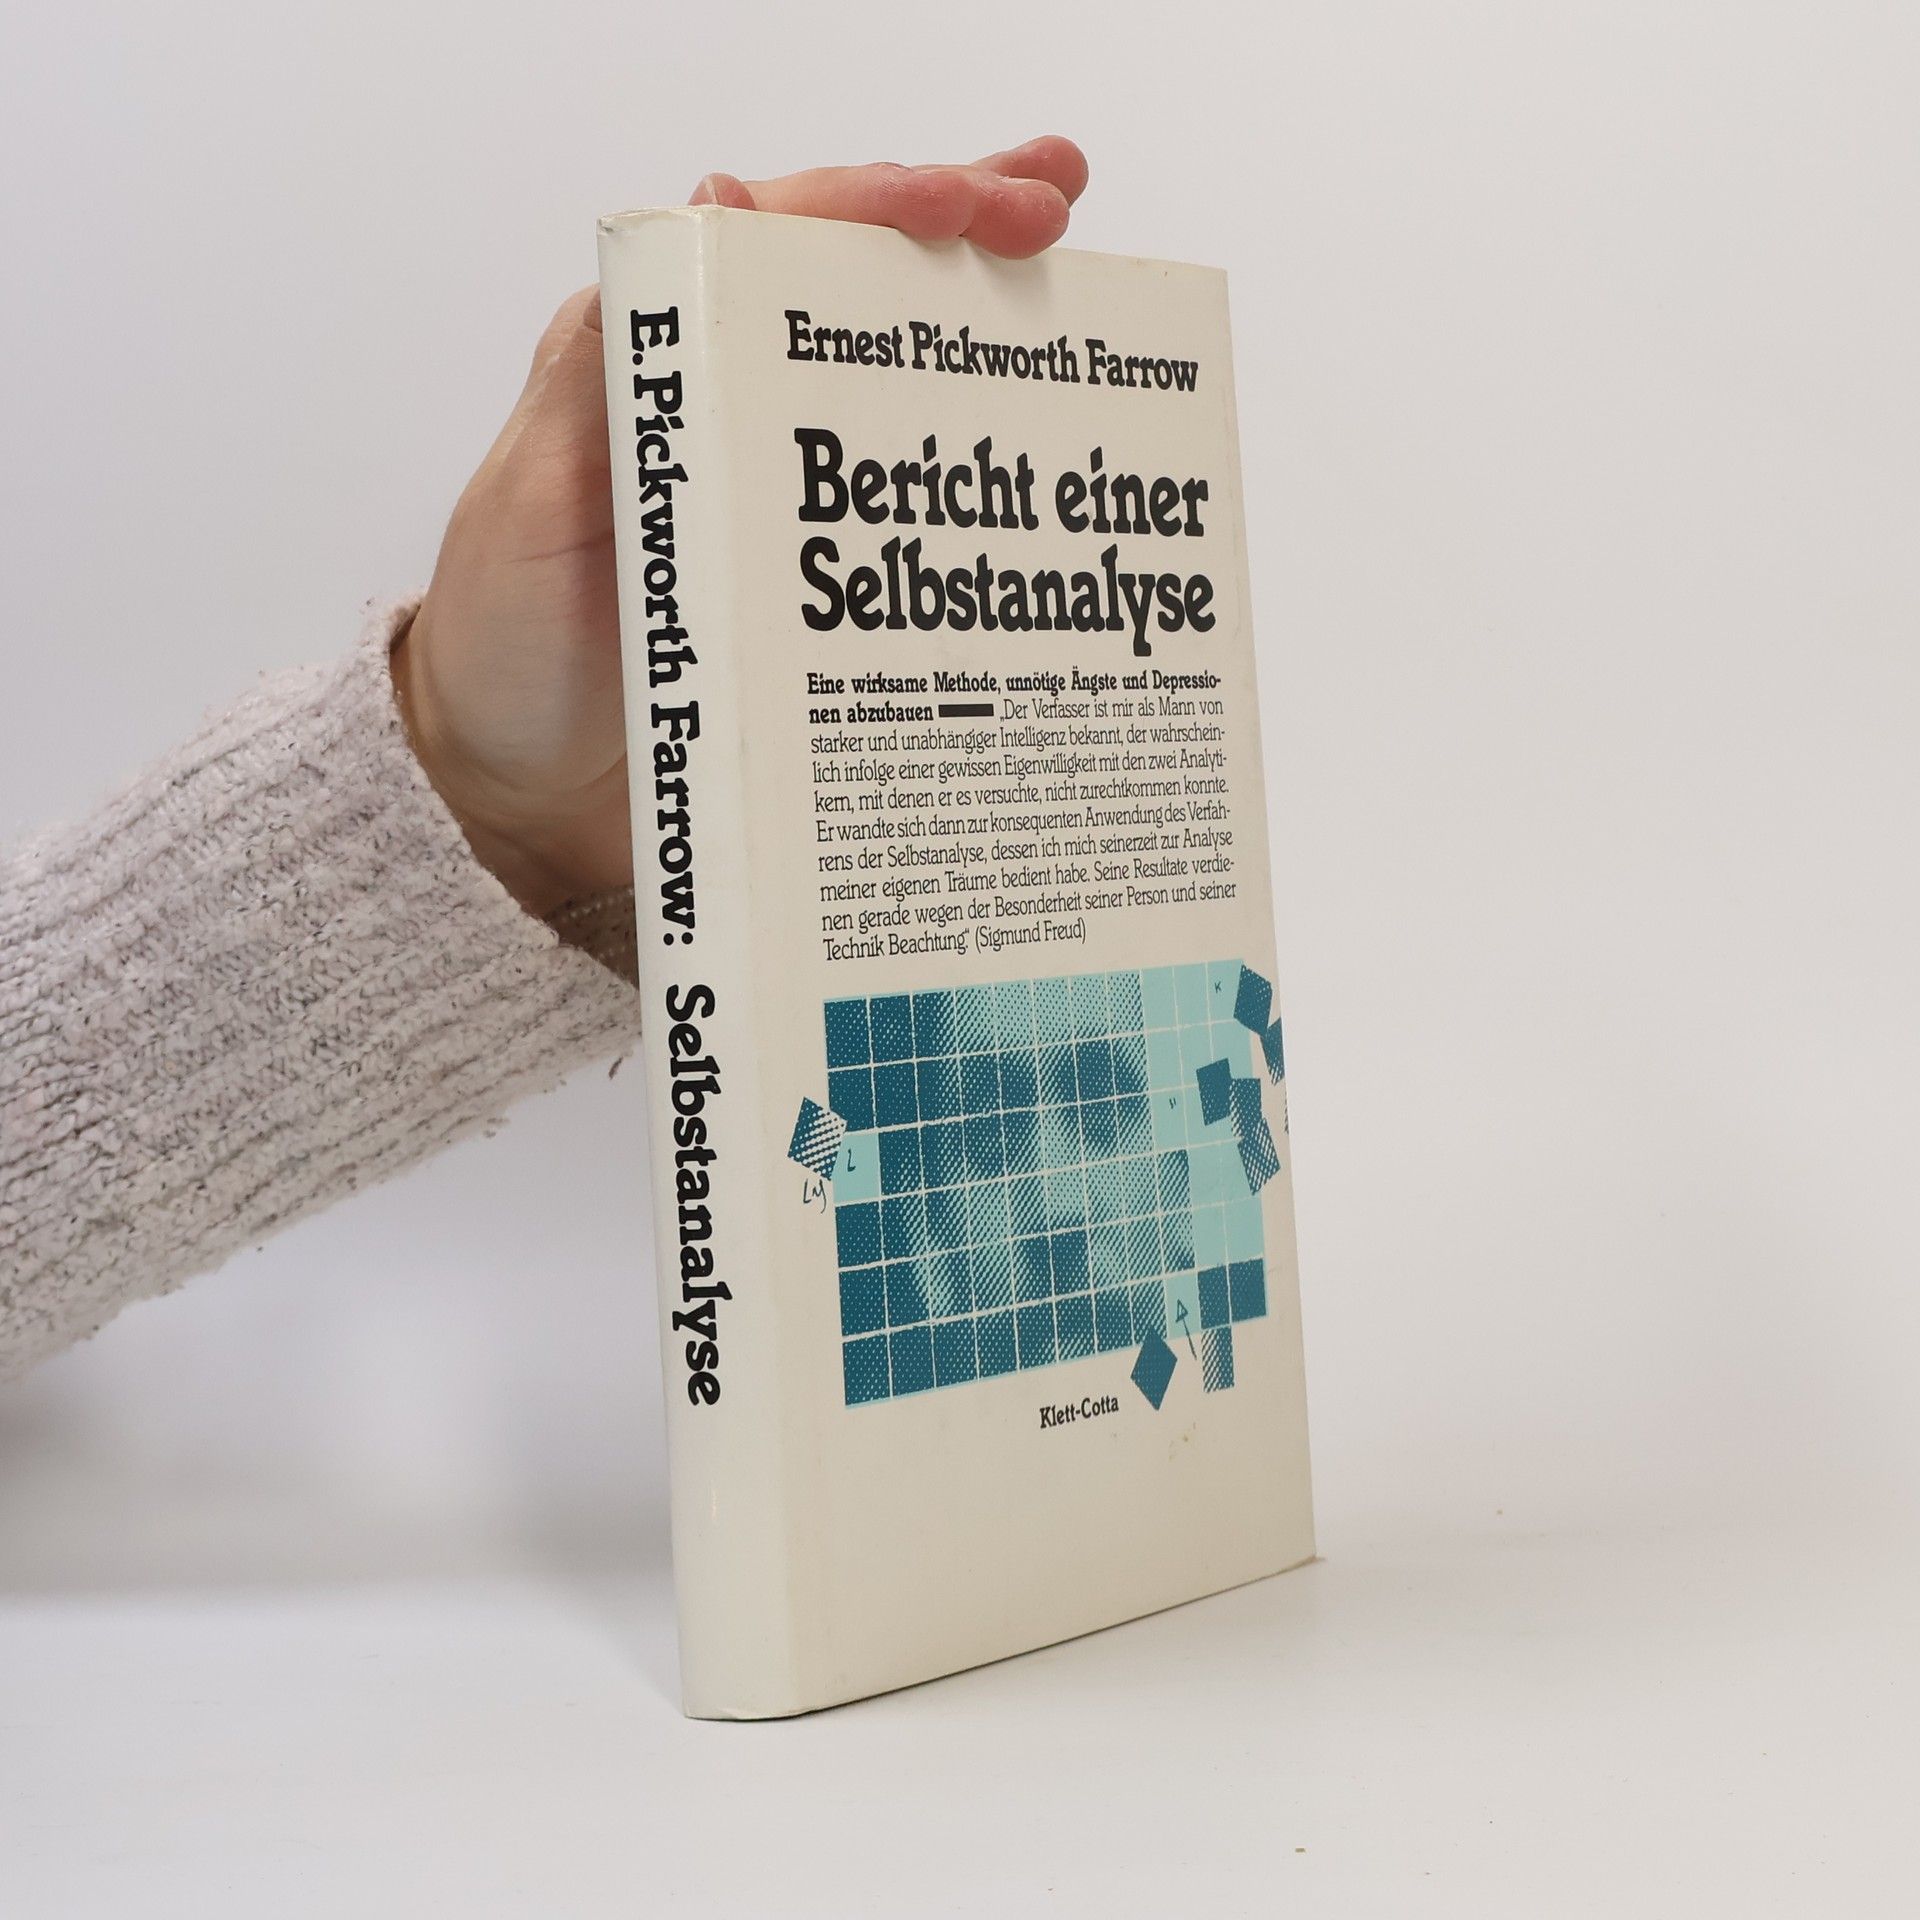 E. Pickworth Farrow: Selbstanalyse
Ernest Pickworth Farrow
Bericht einer
Selbstanalyse
Eine wirksame Methode, unnötige Ängste und Depressio-
nen abzubauen — „Der Verfasser ist mir als Mann von
starker und unabhängiger Intelligenz bekannt, der wahrschein-
lich infolge einer gewissen Eigenwilligkeit mit den zwei Analyti-
kern, mit denen er es versuchte, nicht zurechtkommen konnte.
Er wandte sich dann zur konsequenten Anwendung des Verfah-
rens der Selbstanalyse, dessen ich mich seinerzeit zur Analyse
meiner eigenen Träume bedient habe. Seine Resultate verdie-
nen gerade wegen der Besonderheit seiner Person und seiner
Technik Beachtung.“ (Sigmund Freud)
K
Klett-Cotta